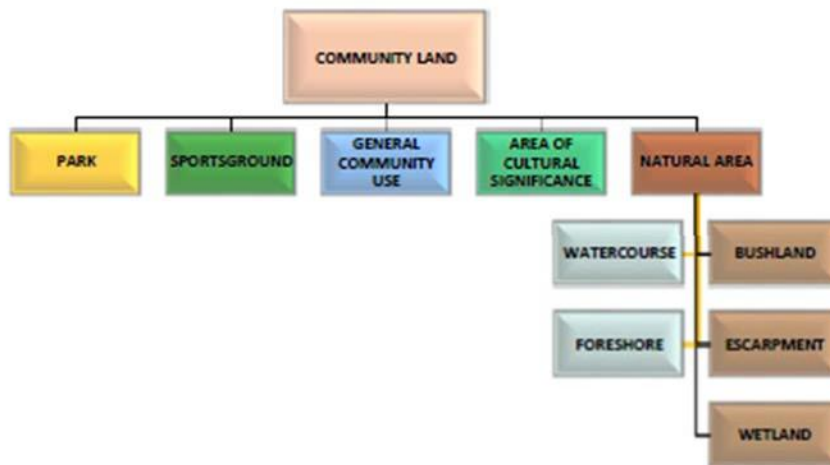 COMMUNITY LAND
PARK
SPORTSGROUND
GENERAL
COMMUNITY
USE
AREA OF
CULTURAL
SIGNIFICANCE
NATURAL AREA
WATERCOURSE
BUSHLAND
FORESHORE
ESCARPMENT
WETLAND